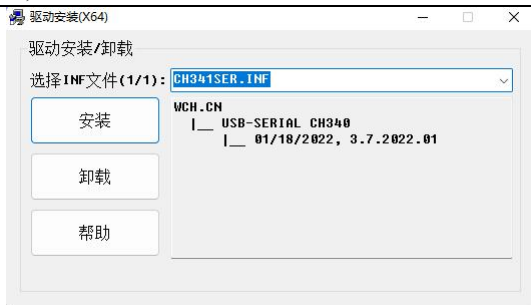 驱动安装(X64)
驱动安装/卸载
选择INF文件(1/1): CH341SER.INF
安装
WCH.CN
|__ USB-SERIAL CH340
|__ 01/18/2022, 3.7.2022.01
卸载
帮助